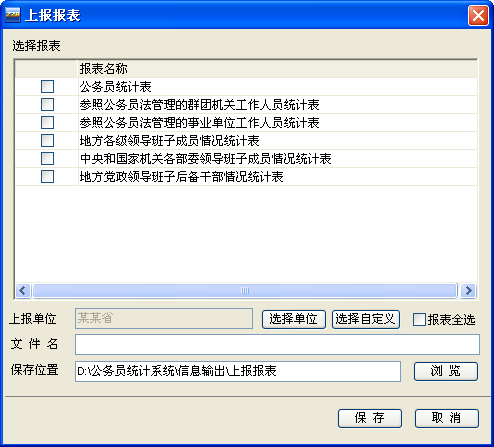 上报报表
选择报表
报表名称
公务员统计表
参照公务员法管理的群团机关工作人员统计表
参照公务员法管理的事业单位工作人员统计表
地方各级领导班子成员情况统计表
中央和国家机关各部委领导班子成员情况统计表
地方党政领导班子后备干部情况统计表
上报单位 某某省 选择单位 选择自定义 报表全选
文 件 名
保存位置 D:\公务员统计系统\信息输出\上报报表 浏 览
保 存 取 消